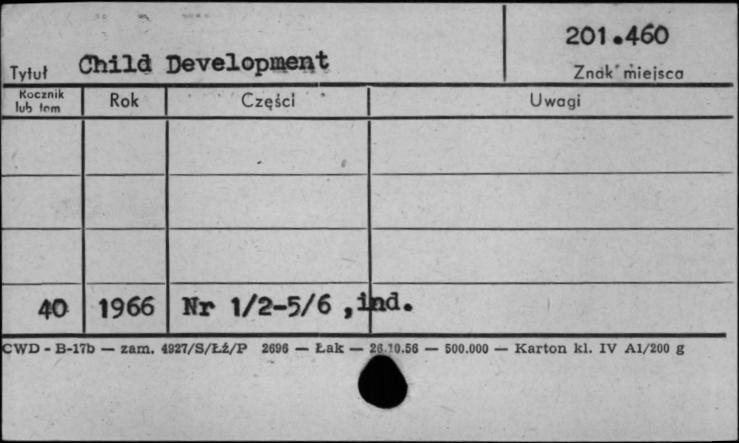 201.460
Tytuł Child Development Znak miejsca
Rocznik lub tom Rok Części Uwagi
40 1966 Nr 1/2-5/6 ,ind.
CWD - B-17b — zam. 4927/S/Łź/P 2696 — Łak — 26.10.56 — 500.000 — Karton kl. IV A1/200 g